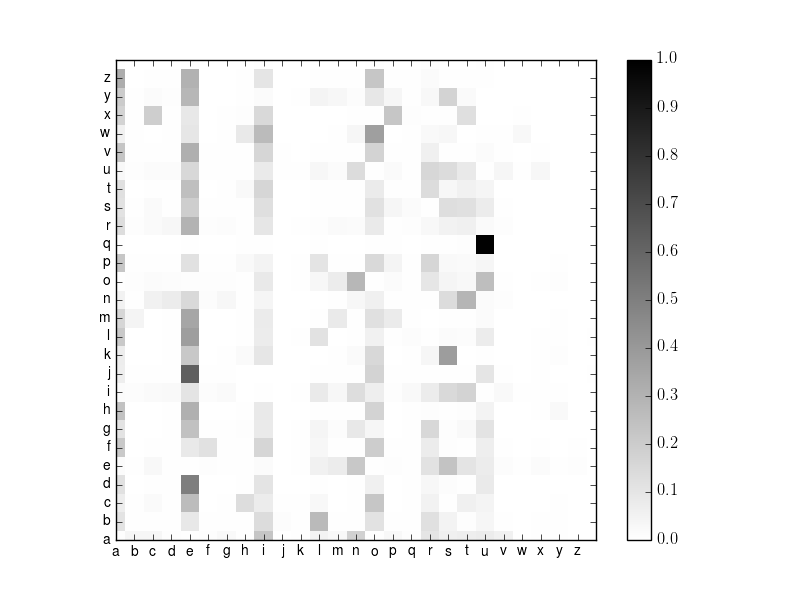 z
y
x
w
v
u
t
s
r
q
p
o
n
m
l
k
j
i
h
g
f
e
d
c
b
a
a b c d e f g h i j k l m n o p q r s t u v w x y z
1.0
0.9
0.8
0.7
0.6
0.5
0.4
0.3
0.2
0.1
0.0